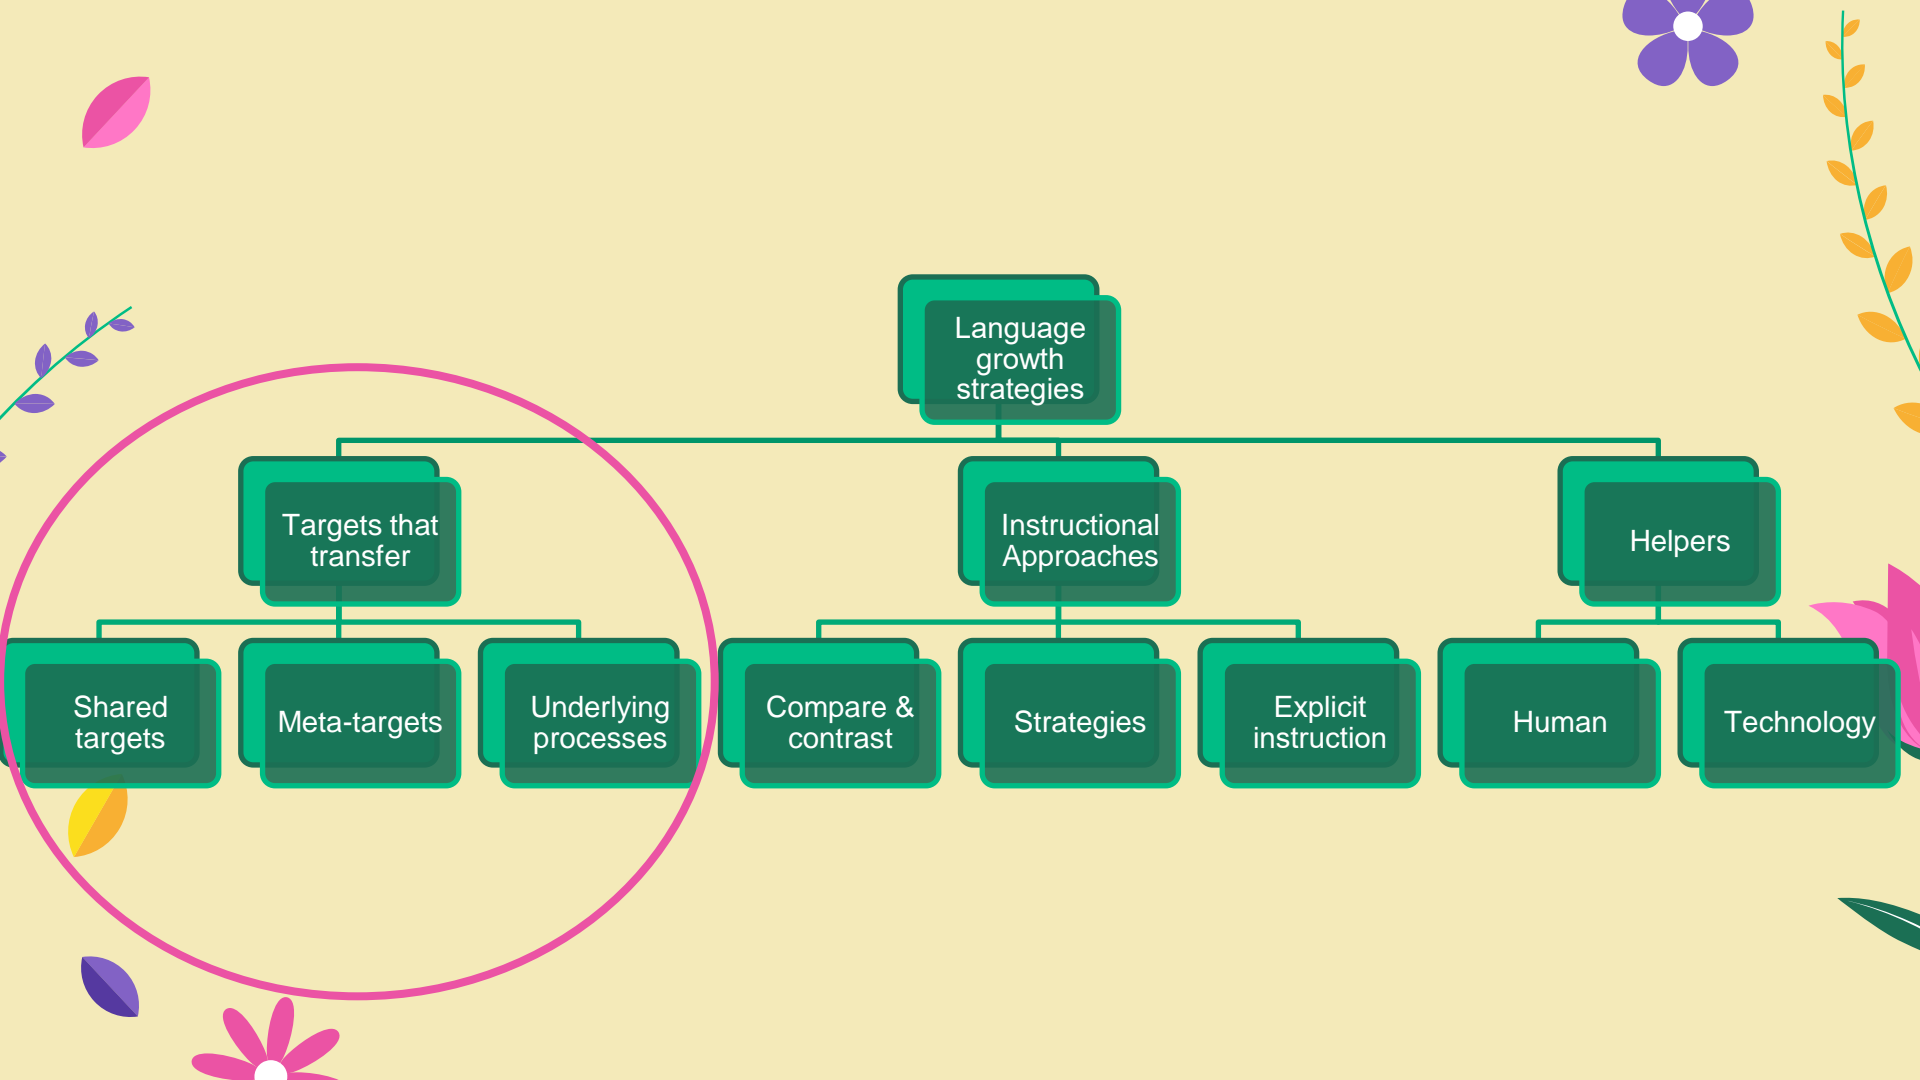 Language
growth
strategies
Targets that
transfer
Instructional
Approaches
Helpers
Shared
targets
Meta-targets
Underlying
processes
Compare &
contrast
Strategies
Explicit
instruction
Human
Technology